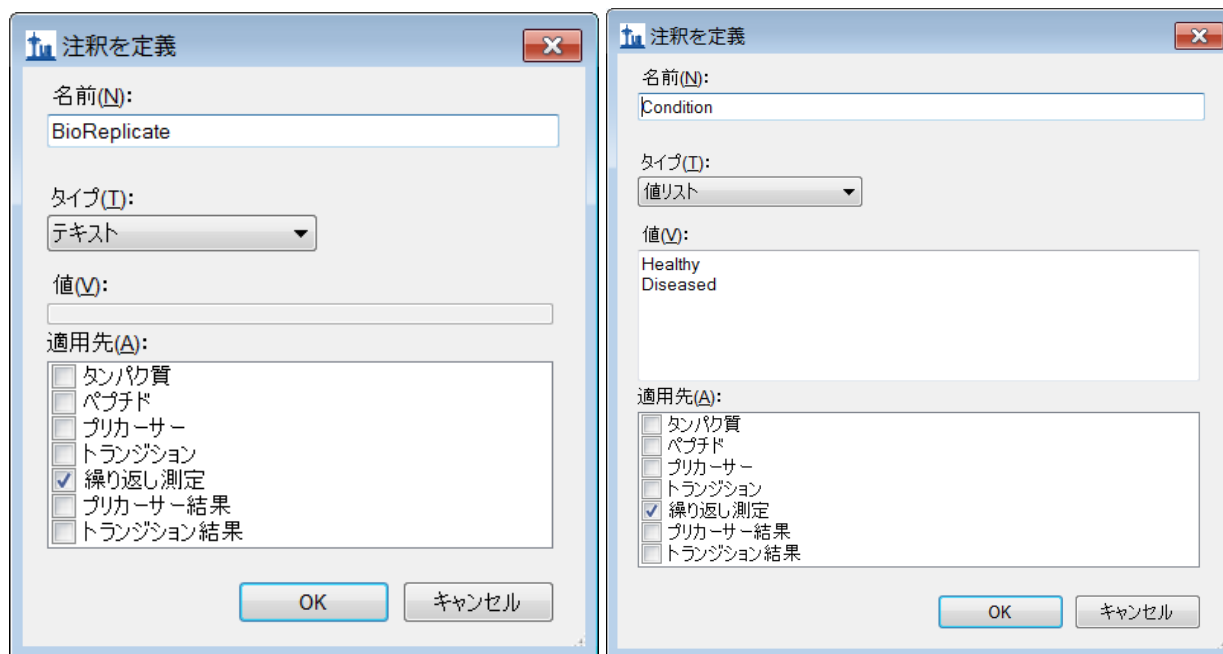 注釈を定義
名前(N):
BioReplicate
タイプ(T):
テキスト
値(V):
適用先(A):
タンパク質
ペプチド
プリカーサー
トランジション
繰り返し測定
プリカーサー結果
トランジション結果
OK
キャンセル
注釈を定義
名前(N):
Condition
タイプ(T):
値リスト
値(V):
Healthy
Diseased
適用先(A):
タンパク質
ペプチド
プリカーサー
トランジション
繰り返し測定
プリカーサー結果
トランジション結果
OK
キャンセル